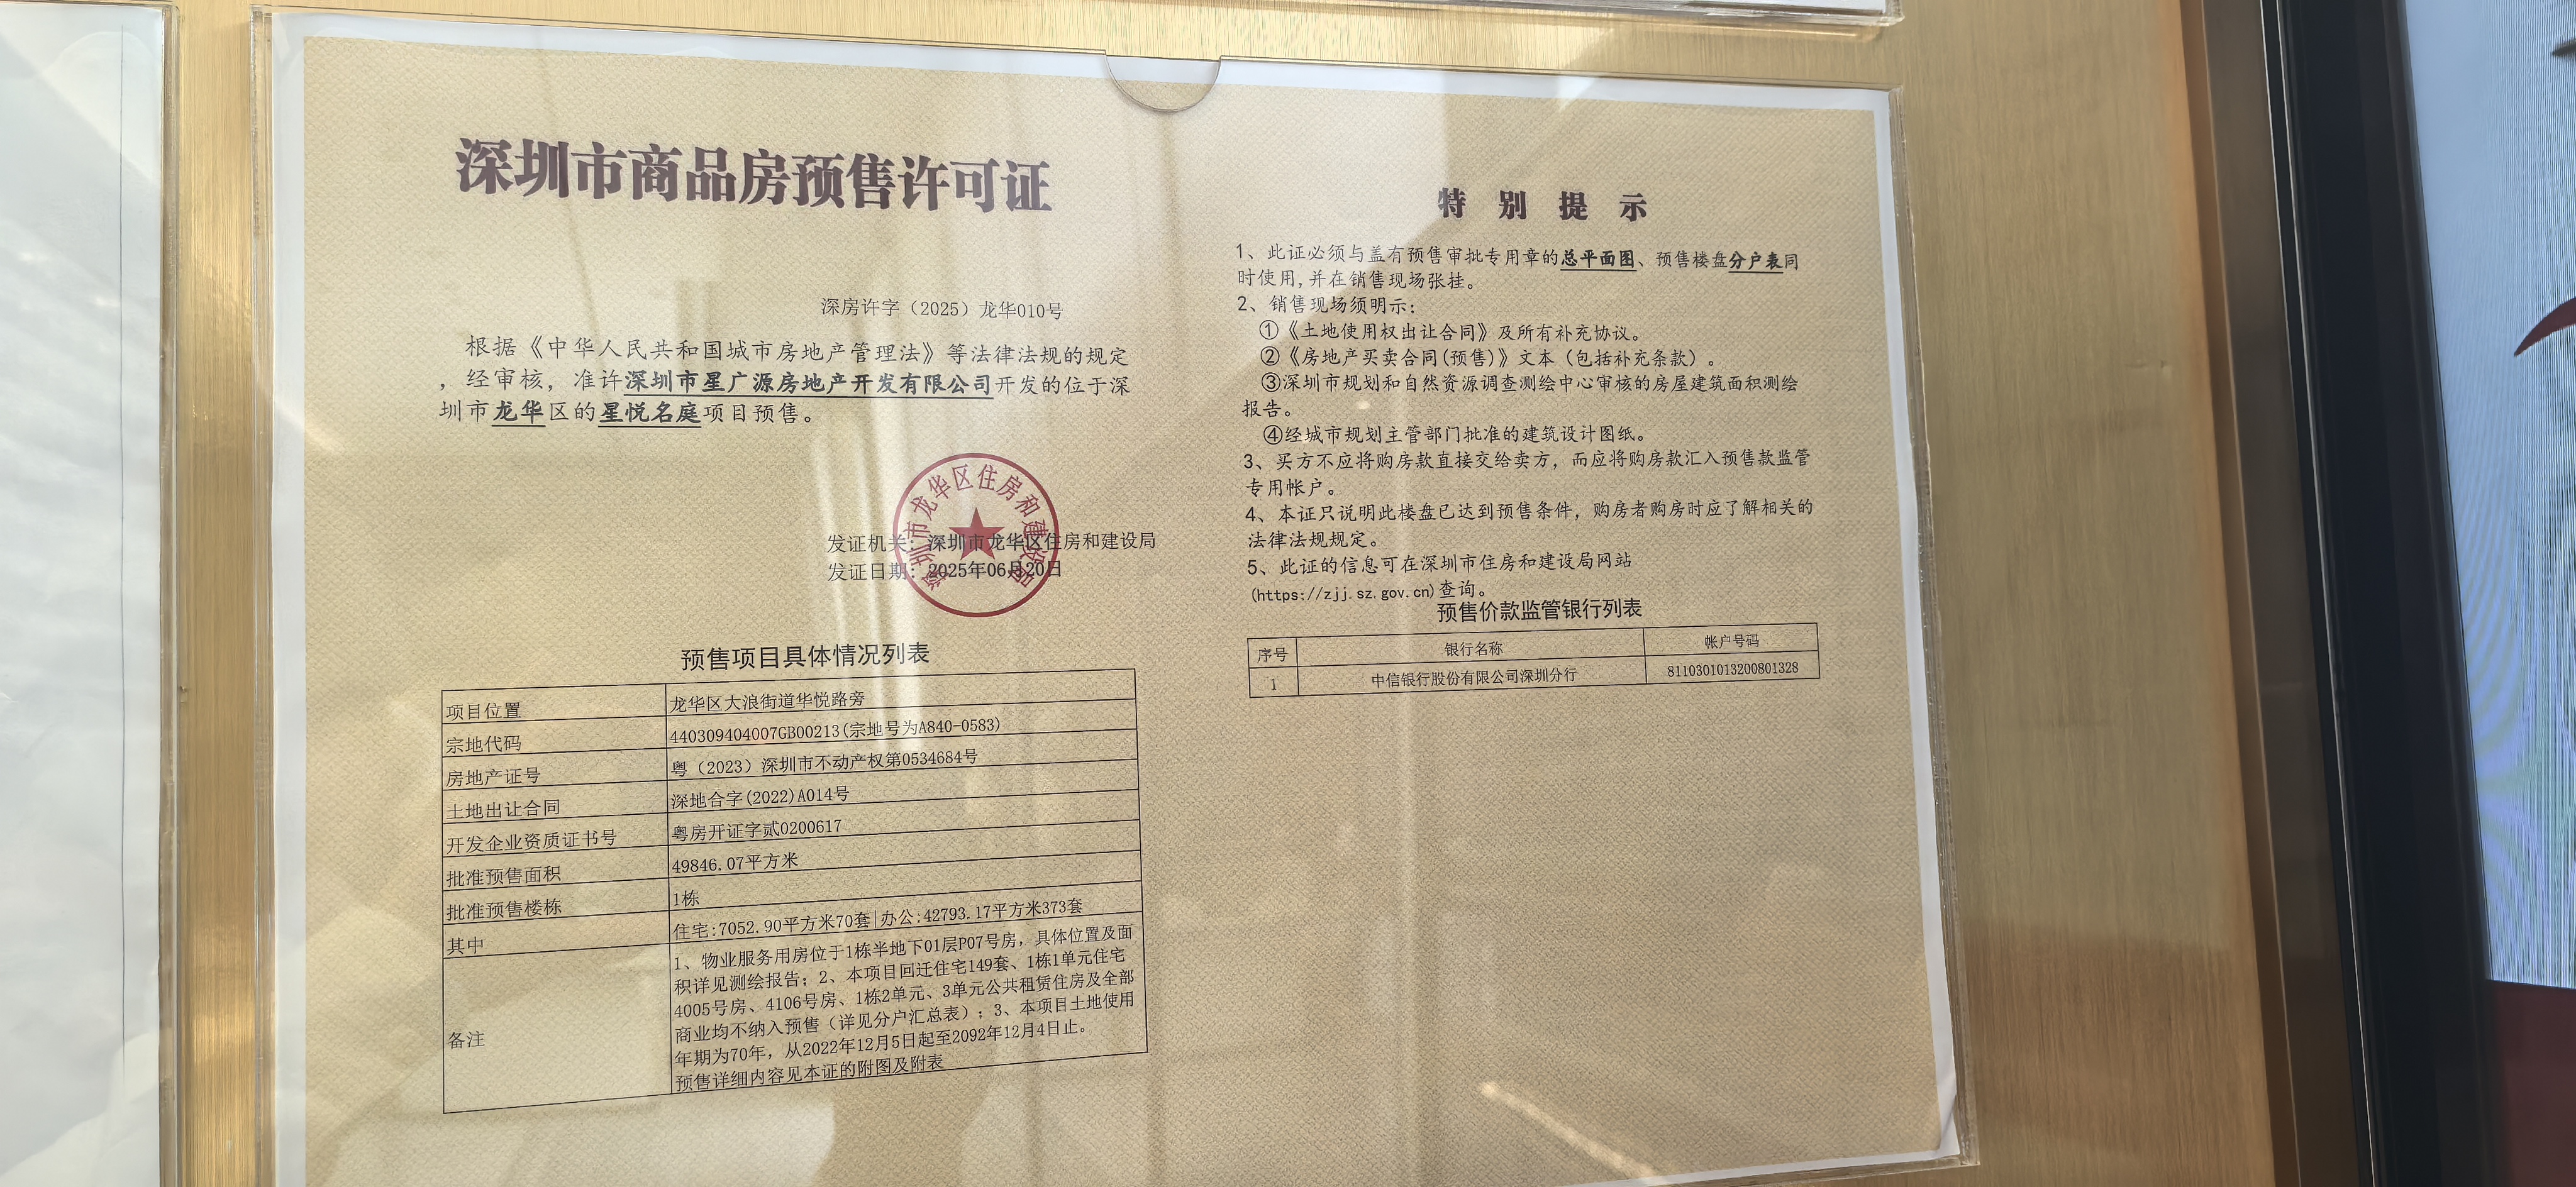 深圳市商品房预售许可证
深房许字（2025）龙华010号
根据《中华人民共和国城市房地产管理法》等法律法规的规定
，经审核，准许深圳市星广源房地产开发有限公司开发的位于深
圳市龙华区的星悦名庭项目预售。
深圳市龙华区住房和建设局
发证机关：深圳市龙华区住房和建设局
发证日期：2025年06月20日
预售项目具体情况列表
项目位置 龙华区大浪街道华悦路旁
宗地代码 440309404007GB00213(宗地号为A840-0583)
房地产证号 粤（2023）深圳市不动产权第0534684号
土地出让合同 深地合字(2022)A014号
开发企业资质证书号 粤房开证字贰0200617
批准预售面积 49846.07平方米
批准预售楼栋 1栋
其中 住宅:7052.90平方米70套|办公:42793.17平方米373套
备注
1、物业服务用房位于1栋半地下01层P07号房，具体位置及面
积详见测绘报告；2、本项目回迁住宅149套、1栋1单元住宅
4005号房、4106号房、1栋2单元、3单元公共租赁住房及全部
商业均不纳入预售（详见分户汇总表）；3、本项目土地使用
年期为70年，从2022年12月5日起至2092年12月4日止。
预售详细内容见本证的附图及附表
特 别 提 示
1、此证必须与盖有预售审批专用章的总平面图、预售楼盘分户表同
时使用,并在销售现场张挂。
2、销售现场须明示：
①《土地使用权出让合同》及所有补充协议。
②《房地产买卖合同(预售)》文本（包括补充条款）。
③深圳市规划和自然资源调查测绘中心审核的房屋建筑面积测绘
报告。
④经城市规划主管部门批准的建筑设计图纸。
3、买方不应将购房款直接交给卖方，而应将购房款汇入预售款监管
专用帐户。
4、本证只说明此楼盘已达到预售条件，购房者购房时应了解相关的
法律法规规定。
5、此证的信息可在深圳市住房和建设局网站
(https://zjj.sz.gov.cn)查询。
预售价款监管银行列表
序号 银行名称 帐户号码
1 中信银行股份有限公司深圳分行 8110301013200801328